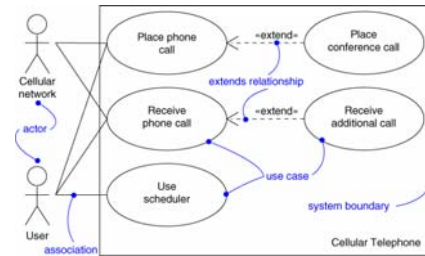 Place phone
call
«extend»
Place
conference call
Cellular
network
extends relationship
actor
Receive
phone call
«extend»
Receive
additional call
use case
Use
scheduler
system boundary
User
association
Cellular Telephone